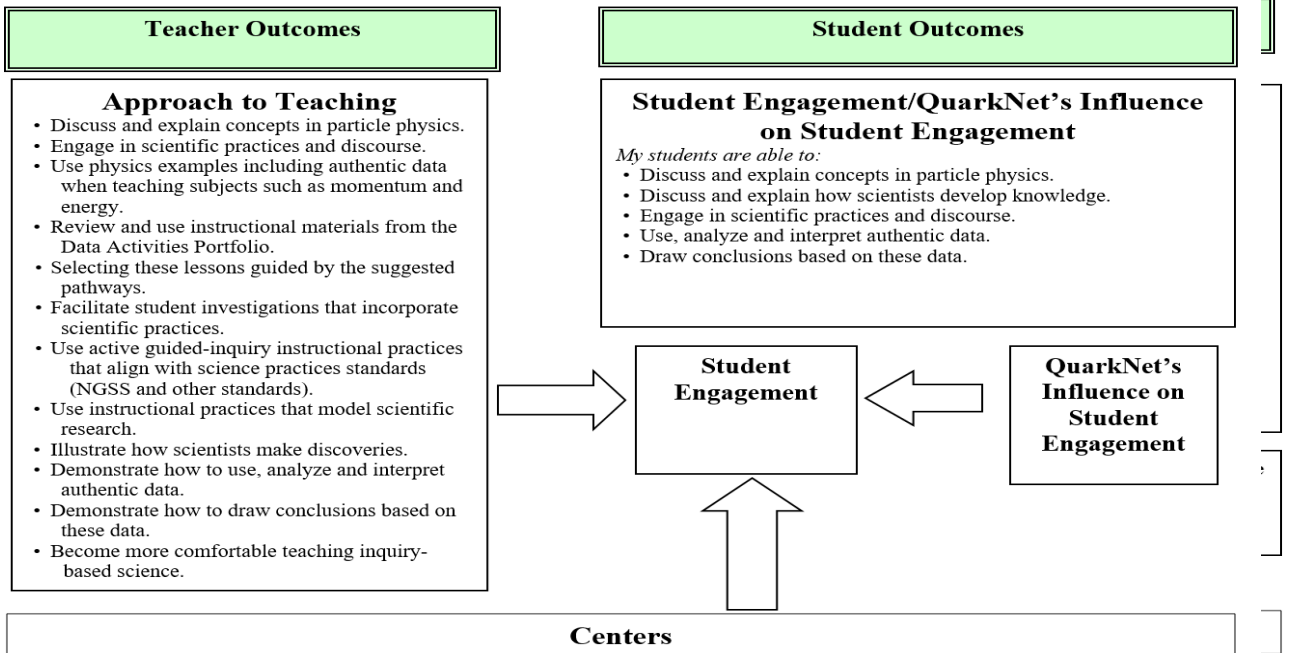 Teacher Outcomes
Approach to Teaching
• Discuss and explain concepts in particle physics.
• Engage in scientific practices and discourse.
• Use physics examples including authentic data
when teaching subjects such as momentum and
energy.
• Review and use instructional materials from the
Data Activities Portfolio.
• Selecting these lessons guided by the suggested
pathways.
• Facilitate student investigations that incorporate
scientific practices.
• Use active guided-inquiry instructional practices
that align with science practices standards
(NGSS and other standards).
• Use instructional practices that model scientific
research.
• Illustrate how scientists make discoveries.
• Demonstrate how to use, analyze and interpret
authentic data.
• Demonstrate how to draw conclusions based on
these data.
• Become more comfortable teaching inquiry-
based science.
Student Outcomes
Student Engagement/QuarkNet’s Influence
on Student Engagement
My students are able to:
• Discuss and explain concepts in particle physics.
• Discuss and explain how scientists develop knowledge.
• Engage in scientific practices and discourse.
• Use, analyze and interpret authentic data.
• Draw conclusions based on these data.
Student
Engagement
QuarkNet’s
Influence on
Student
Engagement
Centers